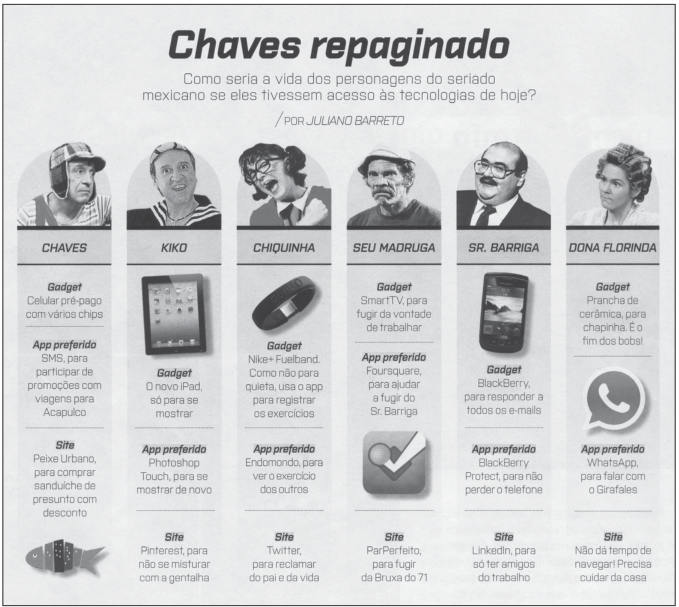 Chaves repaginado
Como seria a vida dos personagens do seriado
mexicano se eles tivessem acesso às tecnologias de hoje?
/ POR JULIANO BARRETO
CHAVES
Gadget
Celular pré-pago
com vários chips
App preferido
SMS, para
participar de
promoções com
viagens para
Acapulco
Site
Peixe Urbano,
para comprar
sanduíche de
presunto com
desconto
KIKO
Gadget
O novo iPad,
só para se
mostrar
App preferido
Photoshop
Touch, para se
mostrar de novo
Site
Pinterest, para
não se misturar
com a gentalha
CHIQUINHA
Gadget
Nike+ Fuelband.
Como não para
quieta, usa o app
para registrar
os exercícios
App preferido
Endomondo, para
ver o exercício
dos outros
Site
Twitter,
para reclamar
do pai e da vida
SEU MADRUGA
Gadget
SmartTV, para
fugir da vontade
de trabalhar
App preferido
Foursquare,
para ajudar
a fugir do
Sr. Barriga
Site
ParPerfeito,
para fugir
da Bruxa do 71
SR. BARRIGA
Gadget
BlackBerry,
para responder a
todos os e-mails
App preferido
BlackBerry
Protect, para não
perder o telefone
Site
LinkedIn, para
só ter amigos
do trabalho
DONA FLORINDA
Gadget
Prancha de
cerâmica, para
chapinha. É o
fim dos bobs!
App preferido
WhatsApp,
para falar com
o Girafales
Site
Não dá tempo de
navegar! Precisa
cuidar da casa